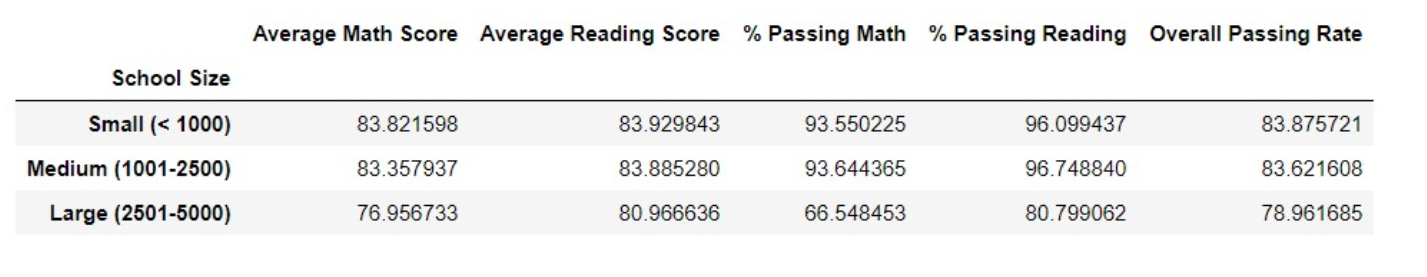 Average Math Score Average Reading Score % Passing Math % Passing Reading Overall Passing Rate
School Size
Small (< 1000) 83.821598 83.929843 93.550225 96.099437 83.875721
Medium (1001-2500) 83.357937 83.885280 93.644365 96.748840 83.621608
Large (2501-5000) 76.956733 80.966636 66.548453 80.799062 78.961685